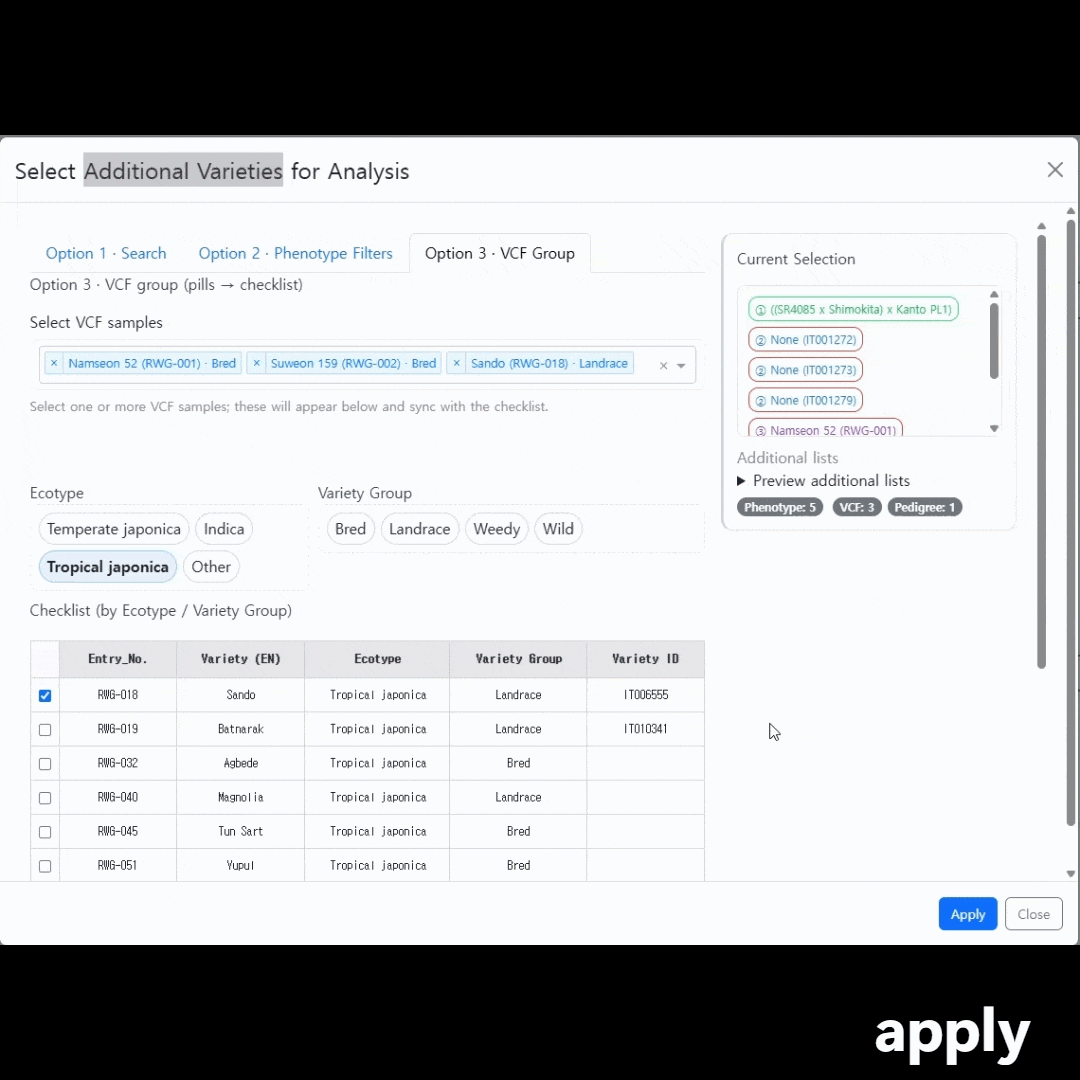 Select Additional Varieties for Analysis
Option 1 · Search
Option 2 · Phenotype Filters
Option 3 · VCF Group
Option 3 · VCF group (pills → checklist)
Select VCF samples
× Namseon 52 (RWG-001) · Bred
× Suweon 159 (RWG-002) · Bred
× Sando (RWG-018) · Landrace
Select one or more VCF samples; these will appear below and sync with the checklist.
Ecotype
Temperate japonica Indica
Tropical japonica Other
Variety Group
Bred Landrace Weedy Wild
Checklist (by Ecotype / Variety Group)
Entry_No. Variety (EN) Ecotype Variety Group Variety ID
RWG-018 Sando Tropical japonica Landrace IT006555
RWG-019 Batnarak Tropical japonica Landrace IT010341
RWG-032 Agbede Tropical japonica Bred
RWG-040 Magnolia Tropical japonica Landrace
RWG-045 Tun Sart Tropical japonica Bred
RWG-051 Yupul Tropical japonica Bred
Current Selection
① ((SR4085 x Shimokita) x Kanto PL1)
② None (IT001272)
② None (IT001273)
② None (IT001279)
③ Namseon 52 (RWG-001)
Additional lists
▶ Preview additional lists
Phenotype: 5 VCF: 3 Pedigree: 1
Apply Close
apply